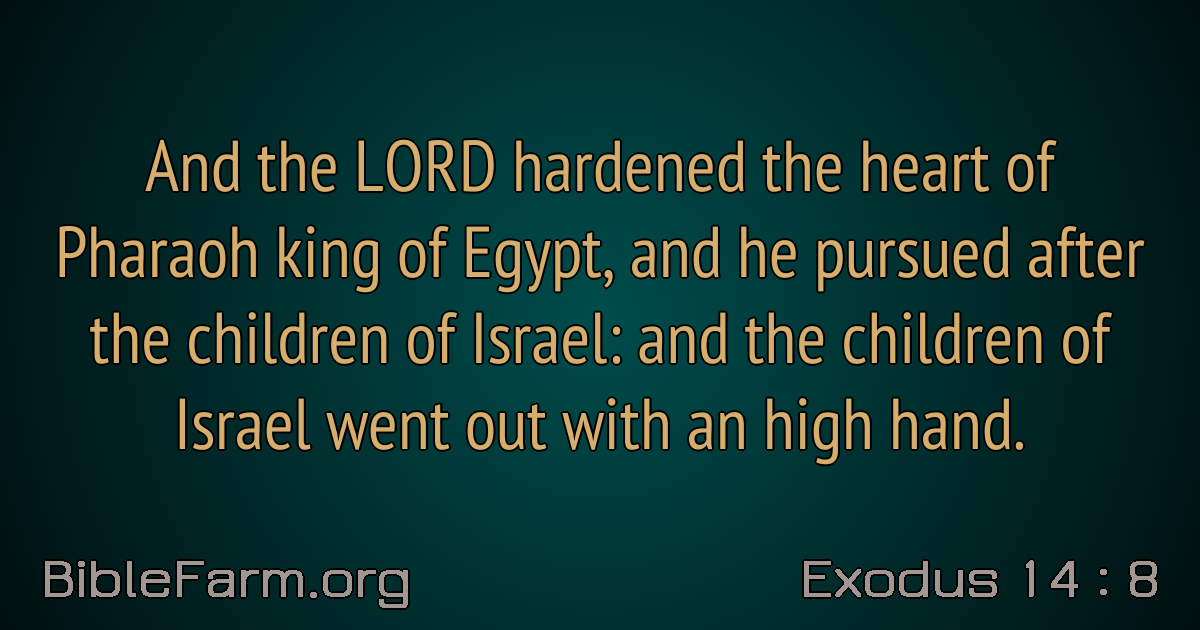 And the LORD hardened the heart of
Pharaoh king of Egypt, and he pursued after
the children of Israel: and the children of
Israel went out with an high hand.
BibleFarm.org
Exodus 14 : 8